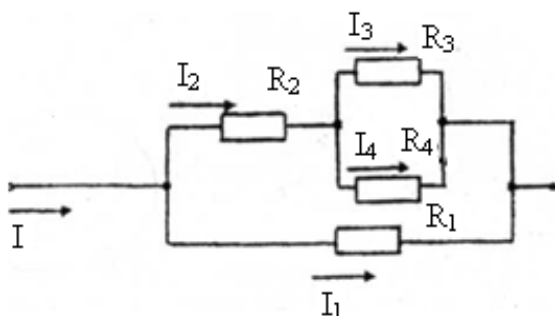 I₃ R₃
I₂ R₂
I₄ R₄
I R₁
I₁